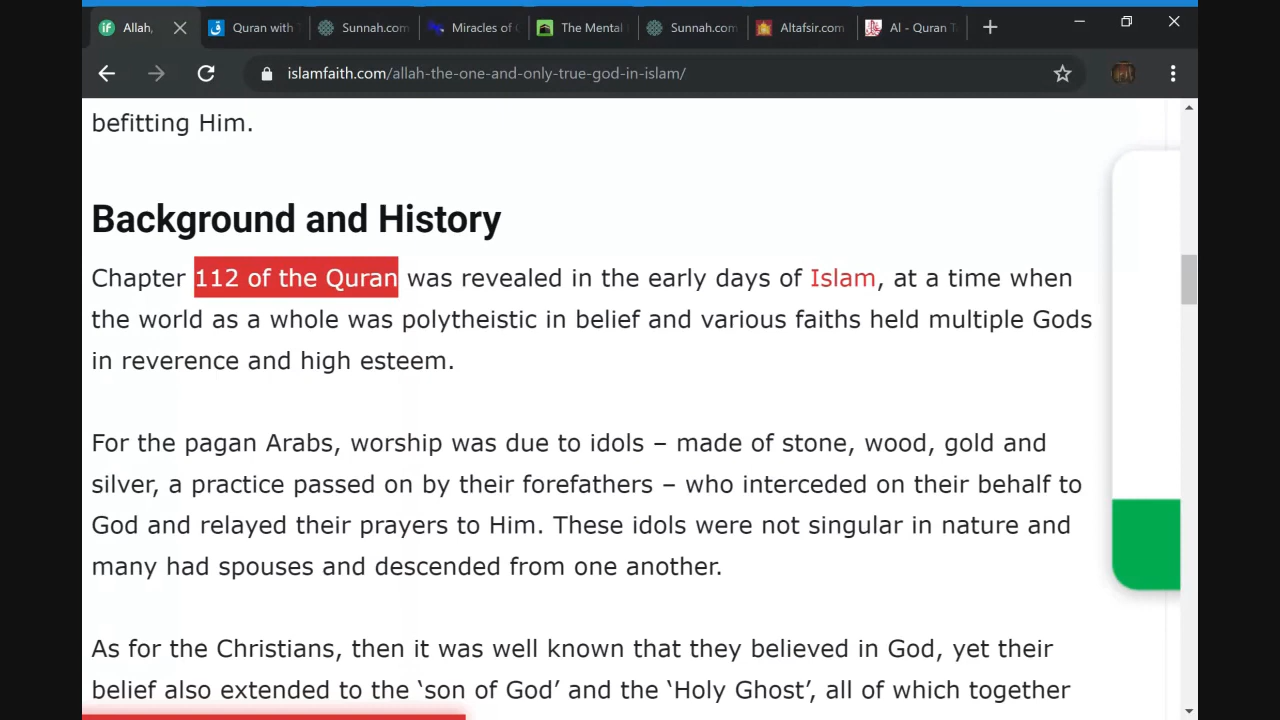 Allah,
Quran with
Sunnah.com
Miracles of
The Mental
Sunnah.com
Altafsir.com
Al - Quran
islamfaith.com/allah-the-one-and-only-true-god-in-islam/
befitting Him.
Background and History
Chapter 112 of the Quran was revealed in the early days of Islam, at a time when
the world as a whole was polytheistic in belief and various faiths held multiple Gods
in reverence and high esteem.
For the pagan Arabs, worship was due to idols – made of stone, wood, gold and
silver, a practice passed on by their forefathers – who interceded on their behalf to
God and relayed their prayers to Him. These idols were not singular in nature and
many had spouses and descended from one another.
As for the Christians, then it was well known that they believed in God, yet their
belief also extended to the ‘son of God’ and the ‘Holy Ghost’, all of which together